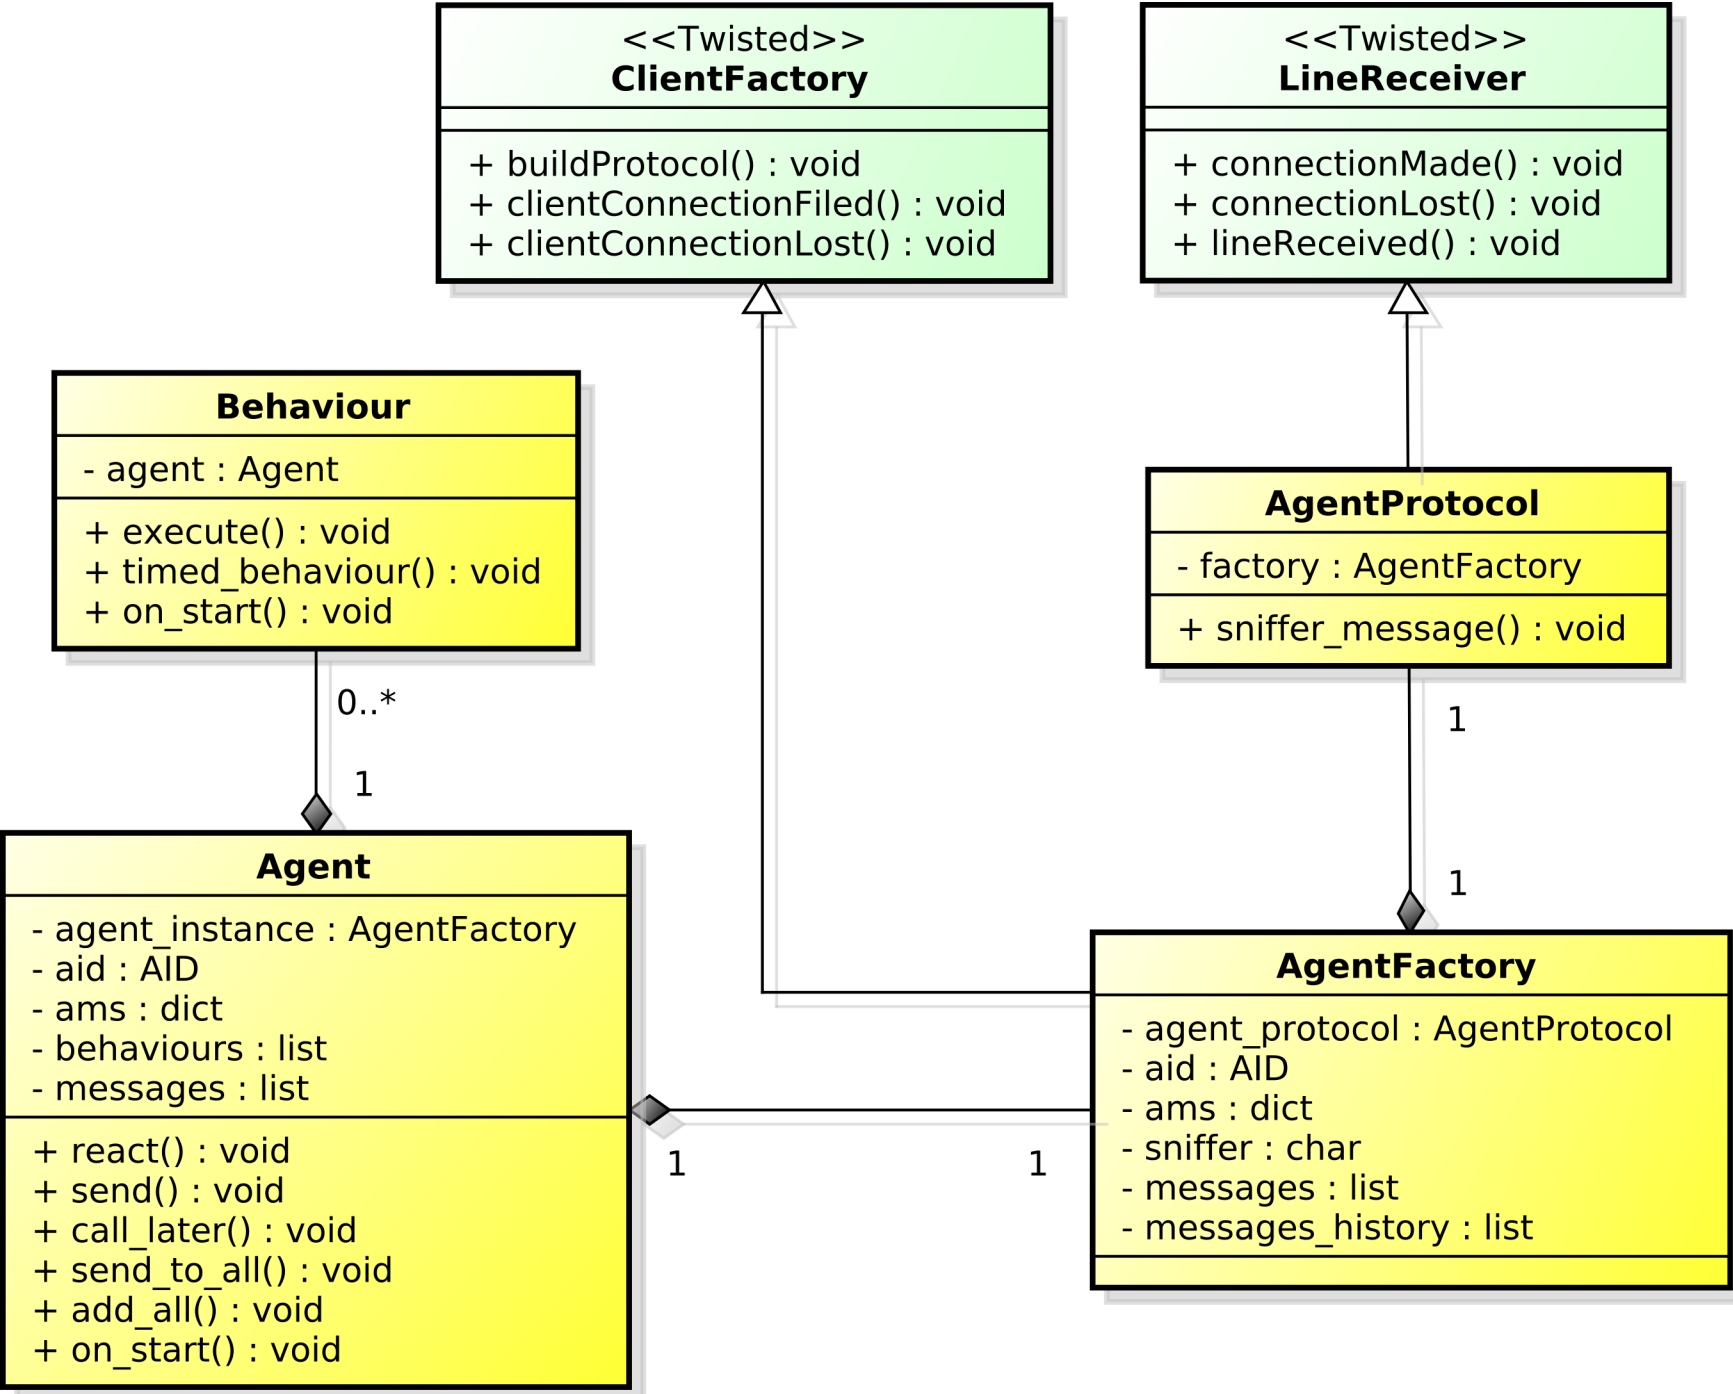 <<Twisted>>
ClientFactory
+ buildProtocol() : void
+ clientConnectionFiled() : void
+ clientConnectionLost() : void
<<Twisted>>
LineReceiver
+ connectionMade() : void
+ connectionLost() : void
+ lineReceived() : void
Behaviour
- agent : Agent
+ execute() : void
+ timed_behaviour() : void
+ on_start() : void
AgentProtocol
- factory : AgentFactory
+ sniffer_message() : void
0..*
1
1
1
Agent
- agent_instance : AgentFactory
- aid : AID
- ams : dict
- behaviours : list
- messages : list
+ react() : void
+ send() : void
+ call_later() : void
+ send_to_all() : void
+ add_all() : void
+ on_start() : void
1
1
AgentFactory
- agent_protocol : AgentProtocol
- aid : AID
- ams : dict
- sniffer : char
- messages : list
- messages_history : list